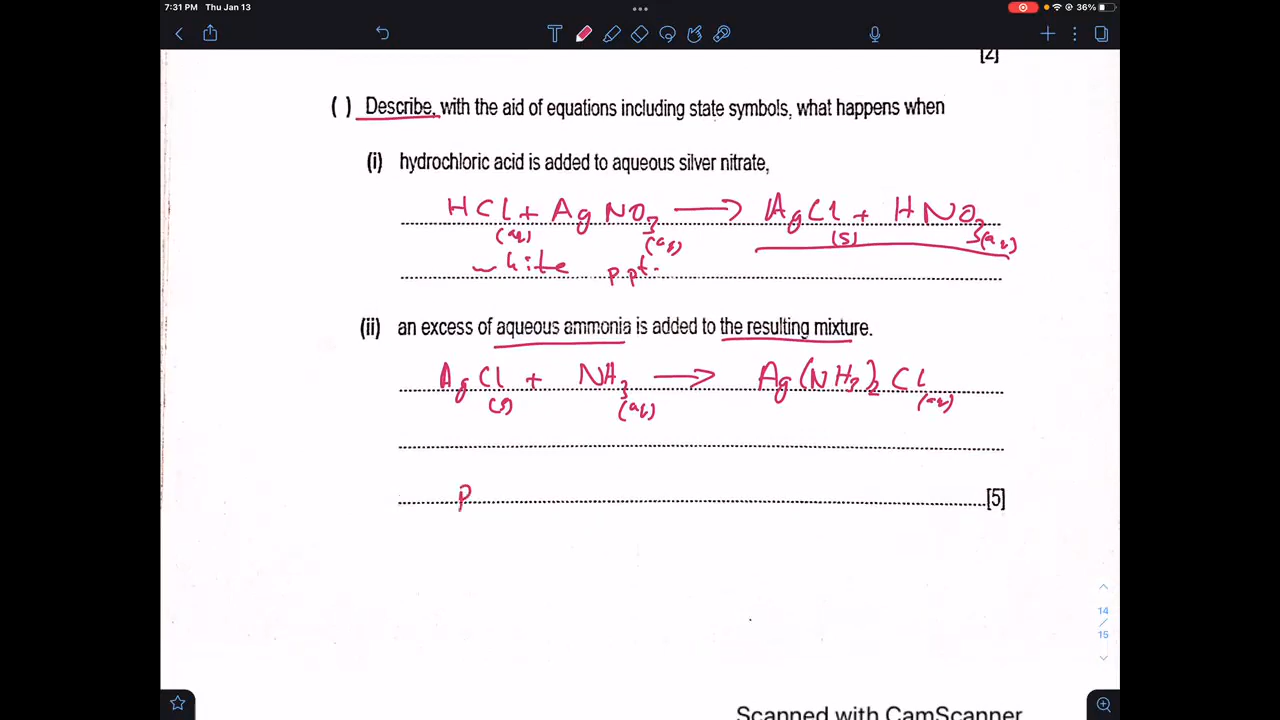 7:31 PM Thu Jan 13
36%
[2]
( ) Describe, with the aid of equations including state symbols, what happens when
(i) hydrochloric acid is added to aqueous silver nitrate,
HCl + AgNO3 → AgCl + HNO3
(aq) (aq) (s) (aq)
white ppt.
(ii) an excess of aqueous ammonia is added to the resulting mixture.
AgCl + NH3 → Ag(NH3)2Cl
(s) (aq) (aq)
P
[5]
14
/
15
Scanned with CamScanner